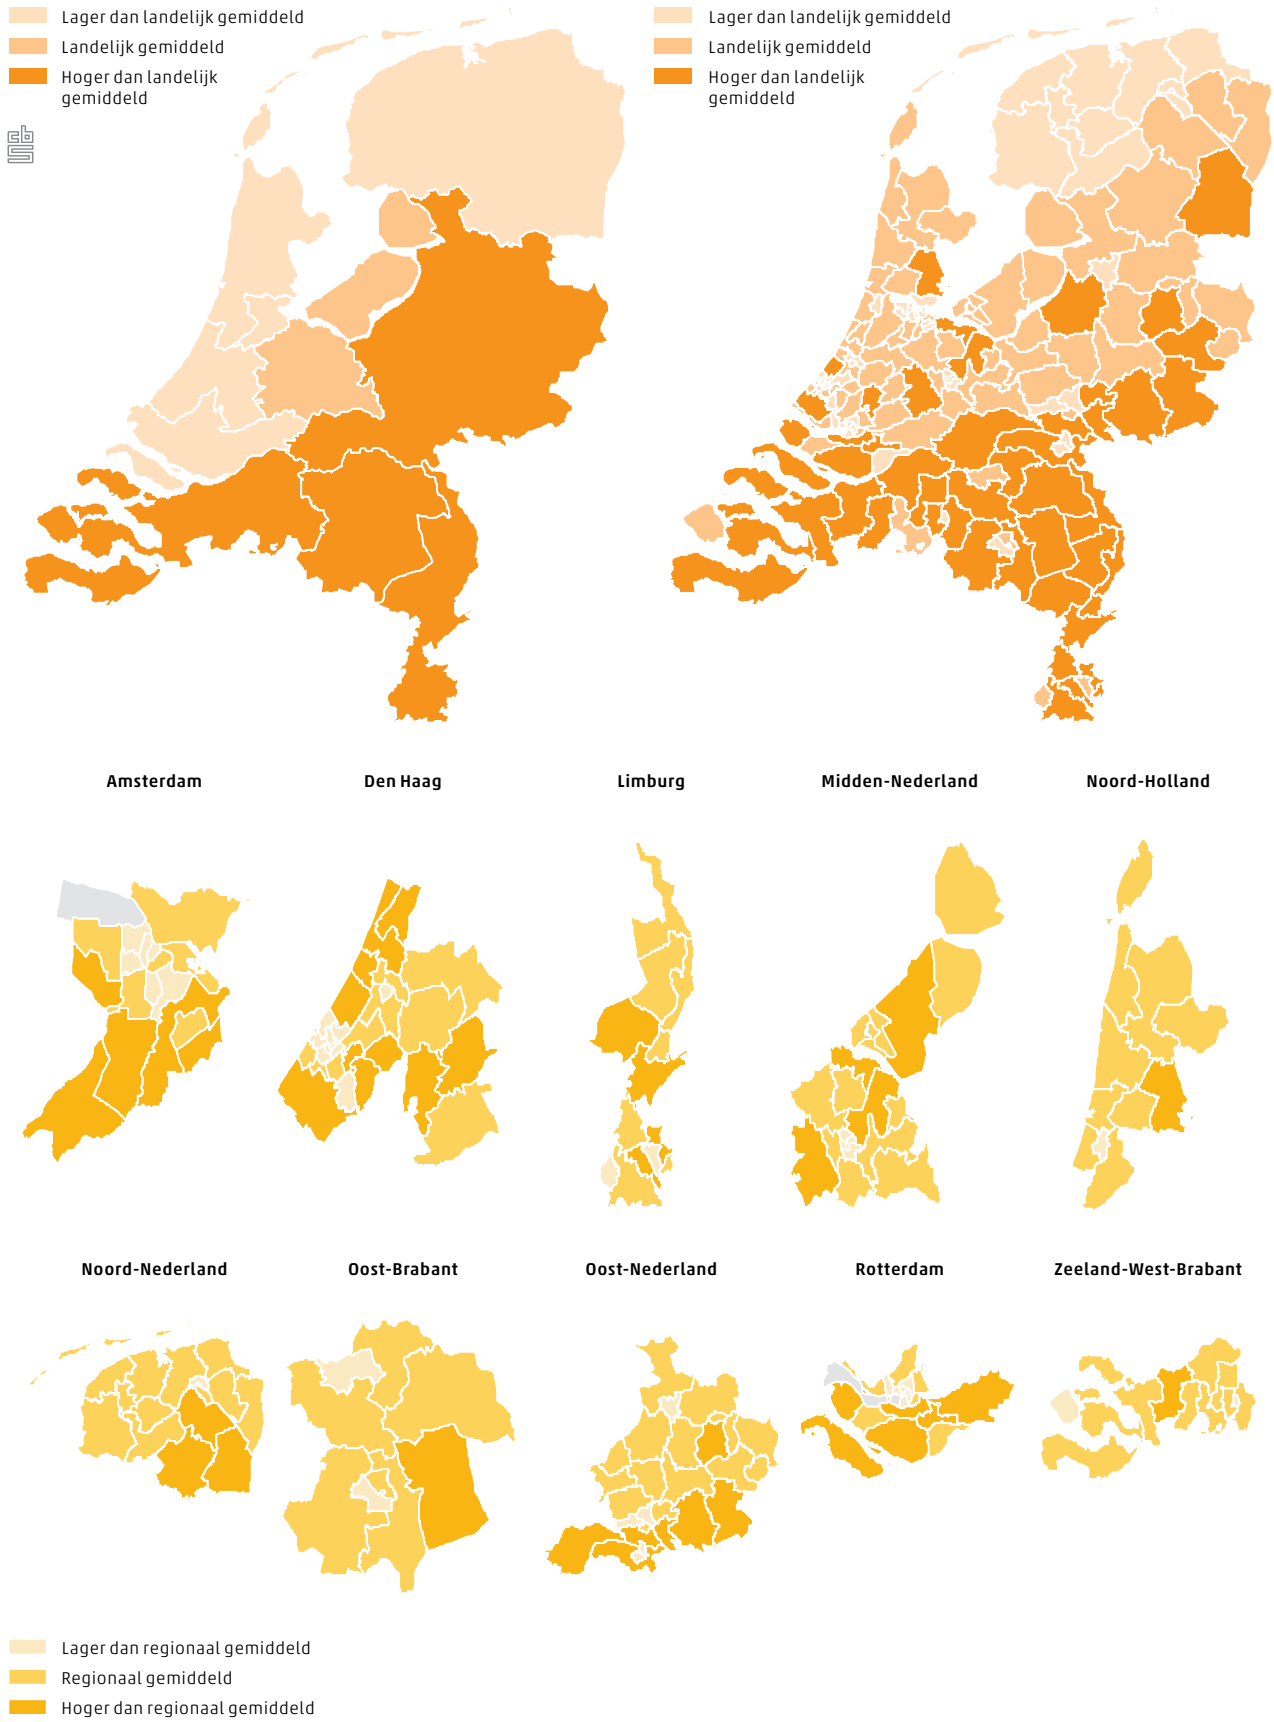 Lager dan landelijk gemiddeld
Landelijk gemiddeld
Hoger dan landelijk
gemiddeld
Lager dan landelijk gemiddeld
Landelijk gemiddeld
Hoger dan landelijk
gemiddeld
cbs
Amsterdam
Den Haag
Limburg
Midden-Nederland
Noord-Holland
Noord-Nederland
Oost-Brabant
Oost-Nederland
Rotterdam
Zeeland-West-Brabant
Lager dan regionaal gemiddeld
Regionaal gemiddeld
Hoger dan regionaal gemiddeld